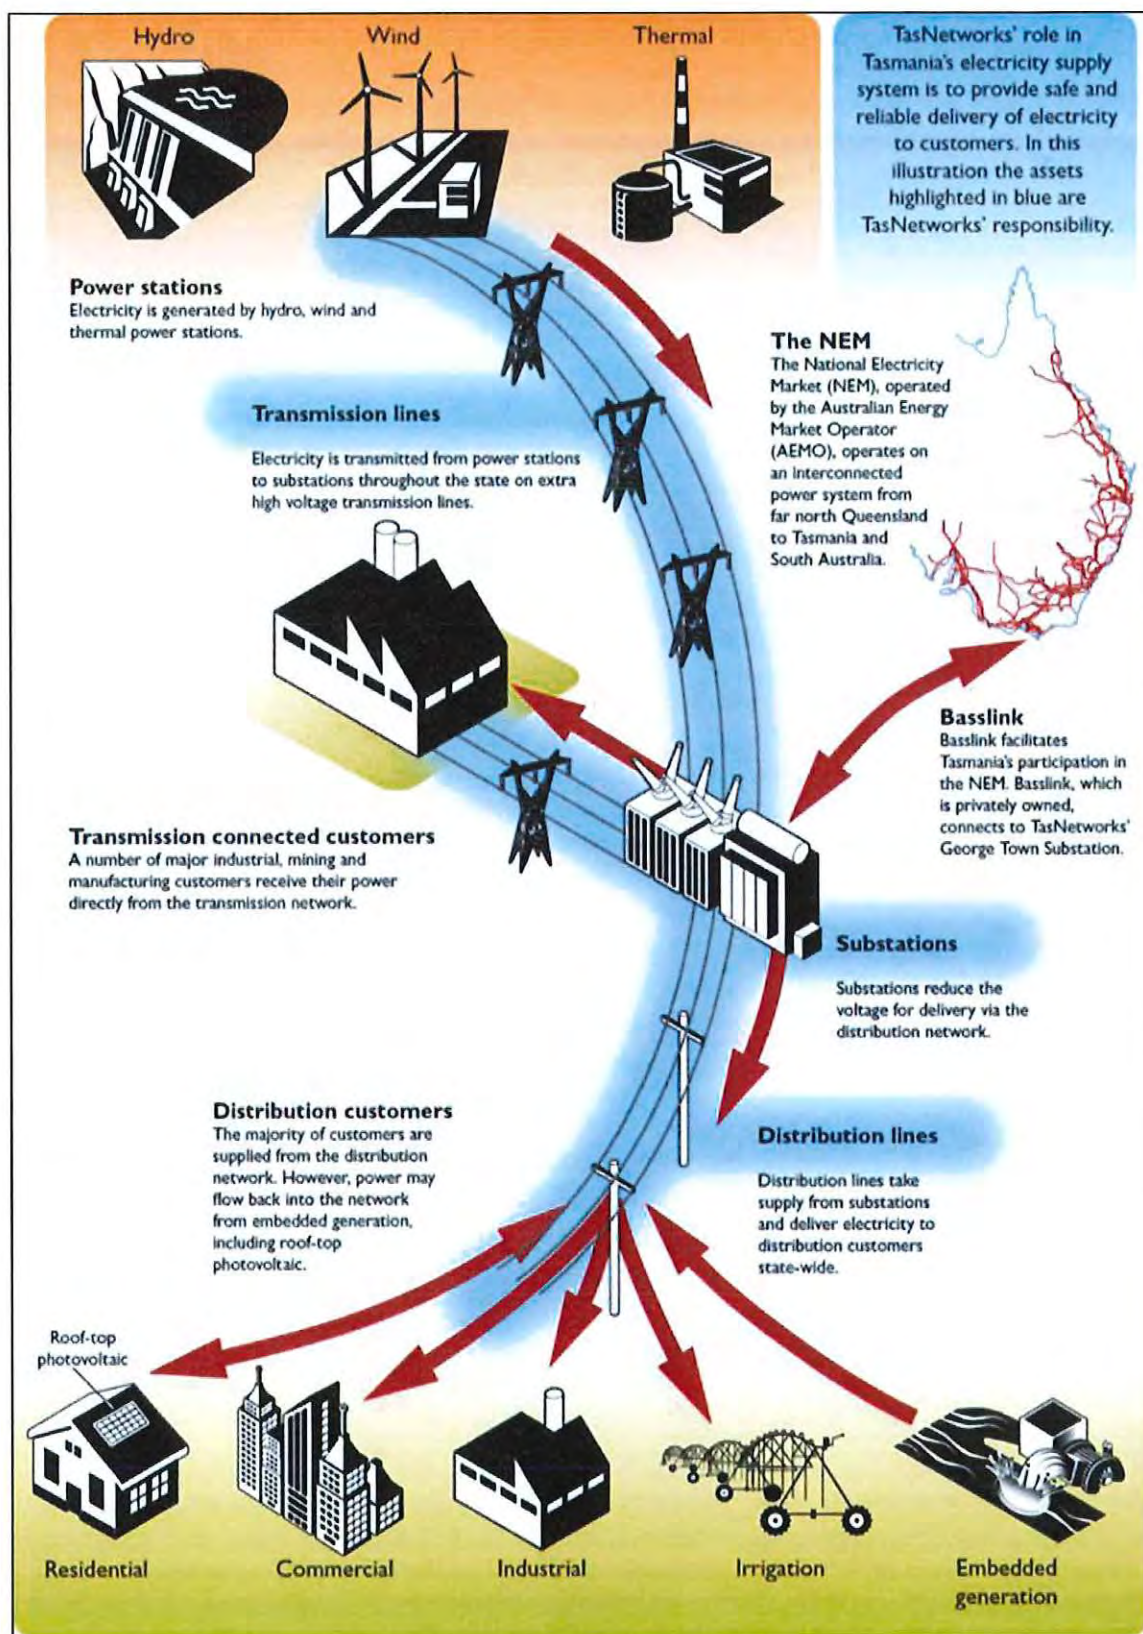 Hydro
Wind
Thermal
TasNetworks' role in
Tasmania's electricity supply
system is to provide safe and
reliable delivery of electricity
to customers. In this
illustration the assets
highlighted in blue are
TasNetworks' responsibility.
Power stations
Electricity is generated by hydro, wind and
thermal power stations.
The NEM
The National Electricity
Market (NEM), operated
by the Australian Energy
Market Operator
(AEMO), operates on
an interconnected
power system from
far north Queensland
to Tasmania and
South Australia.
Transmission lines
Electricity is transmitted from power stations
to substations throughout the state on extra
high voltage transmission lines.
Basslink
Basslink facilitates
Tasmania's participation in
the NEM. Basslink, which
is privately owned,
connects to TasNetworks'
George Town Substation.
Transmission connected customers
A number of major industrial, mining and
manufacturing customers receive their power
directly from the transmission network.
Substations
Substations reduce the
voltage for delivery via the
distribution network.
Distribution customers
The majority of customers are
supplied from the distribution
network. However, power may
flow back into the network
from embedded generation,
including roof-top
photovoltaic.
Distribution lines
Distribution lines take
supply from substations
and deliver electricity to
distribution customers
state-wide.
Roof-top
photovoltaic
Residential
Commercial
Industrial
Irrigation
Embedded
generation